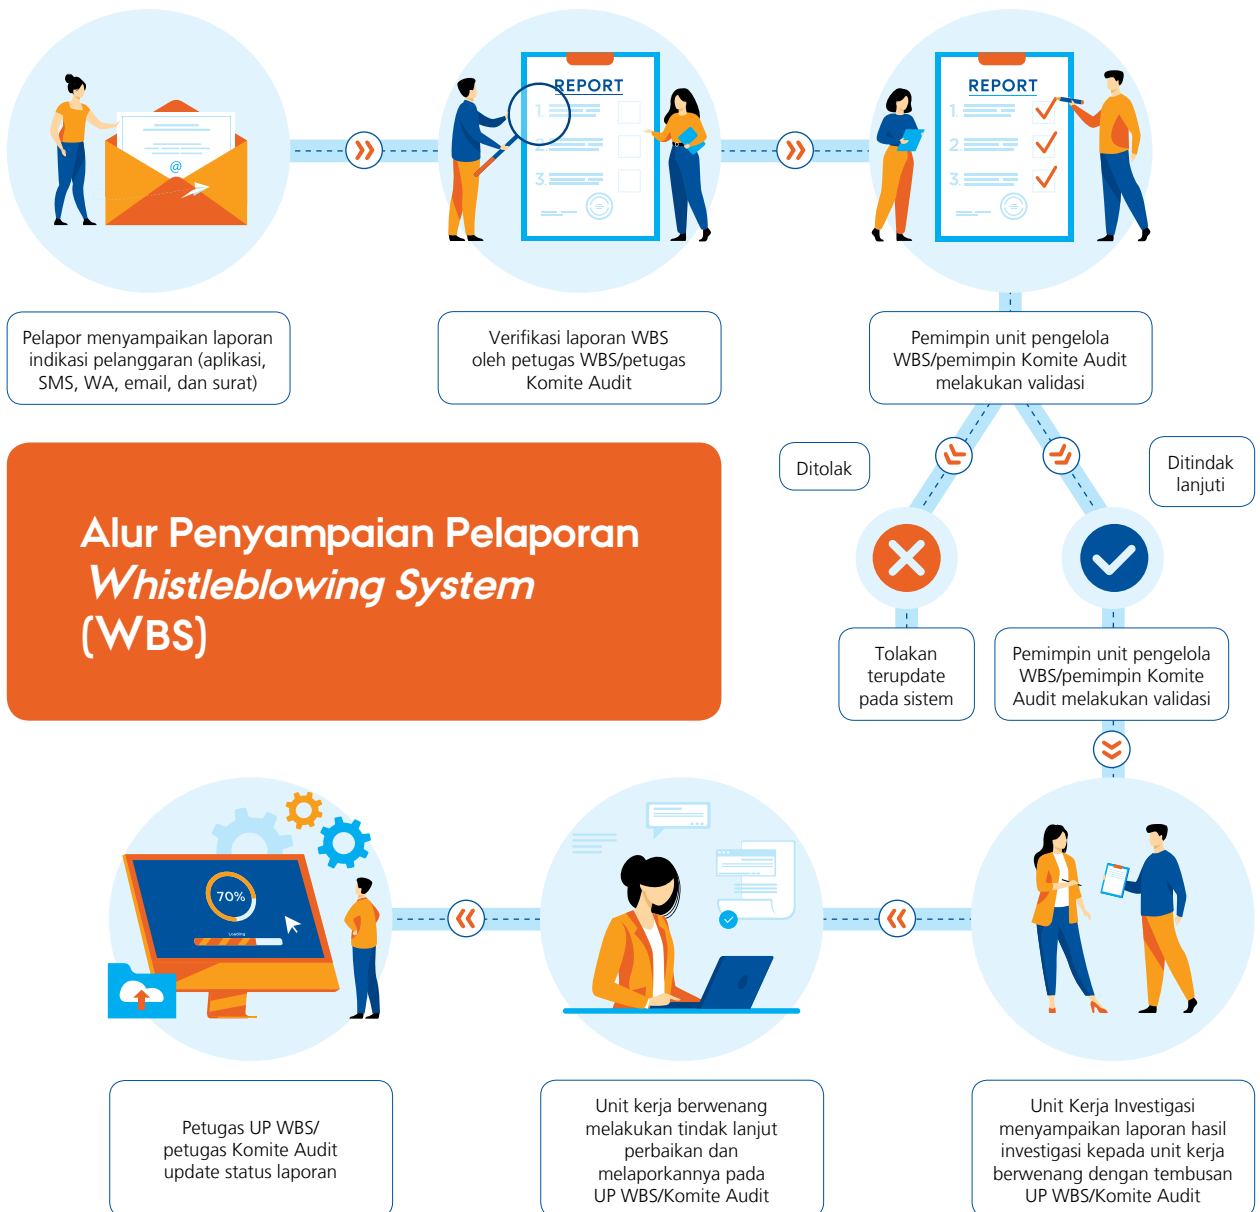 REPORT
1.
2.
3.
REPORT
1.
2.
3.
@
Pelapor menyampaikan laporan
indikasi pelanggaran (aplikasi,
SMS, WA, email, dan surat)
Verifikasi laporan WBS
oleh petugas WBS/petugas
Komite Audit
Pemimpin unit pengelola
WBS/pemimpin Komite Audit
melakukan validasi
Ditolak
Ditindak
lanjuti
Alur Penyampaian Pelaporan
Whistleblowing System
(WBS)
Tolakan
terupdate
pada sistem
Pemimpin unit pengelola
WBS/pemimpin Komite
Audit melakukan validasi
70%
Loading
Petugas UP WBS/
petugas Komite Audit
update status laporan
Unit kerja berwenang
melakukan tindak lanjut
perbaikan dan
melaporkannya pada
UP WBS/Komite Audit
Unit Kerja Investigasi
menyampaikan laporan hasil
investigasi kepada unit kerja
berwenang dengan tembusan
UP WBS/Komite Audit